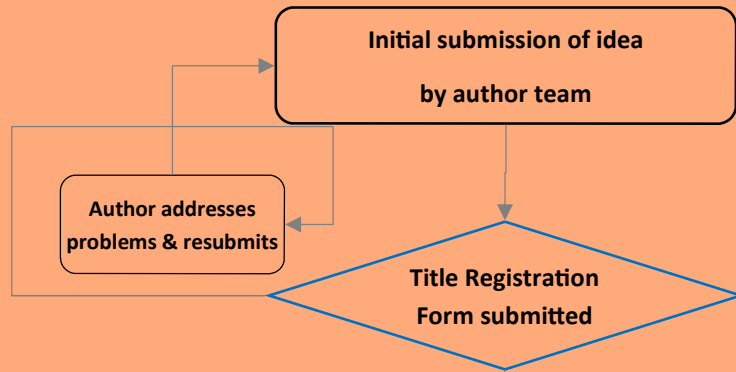 Initial submission of idea
by author team
Author addresses
problems & resubmits
Title Registration
Form submitted